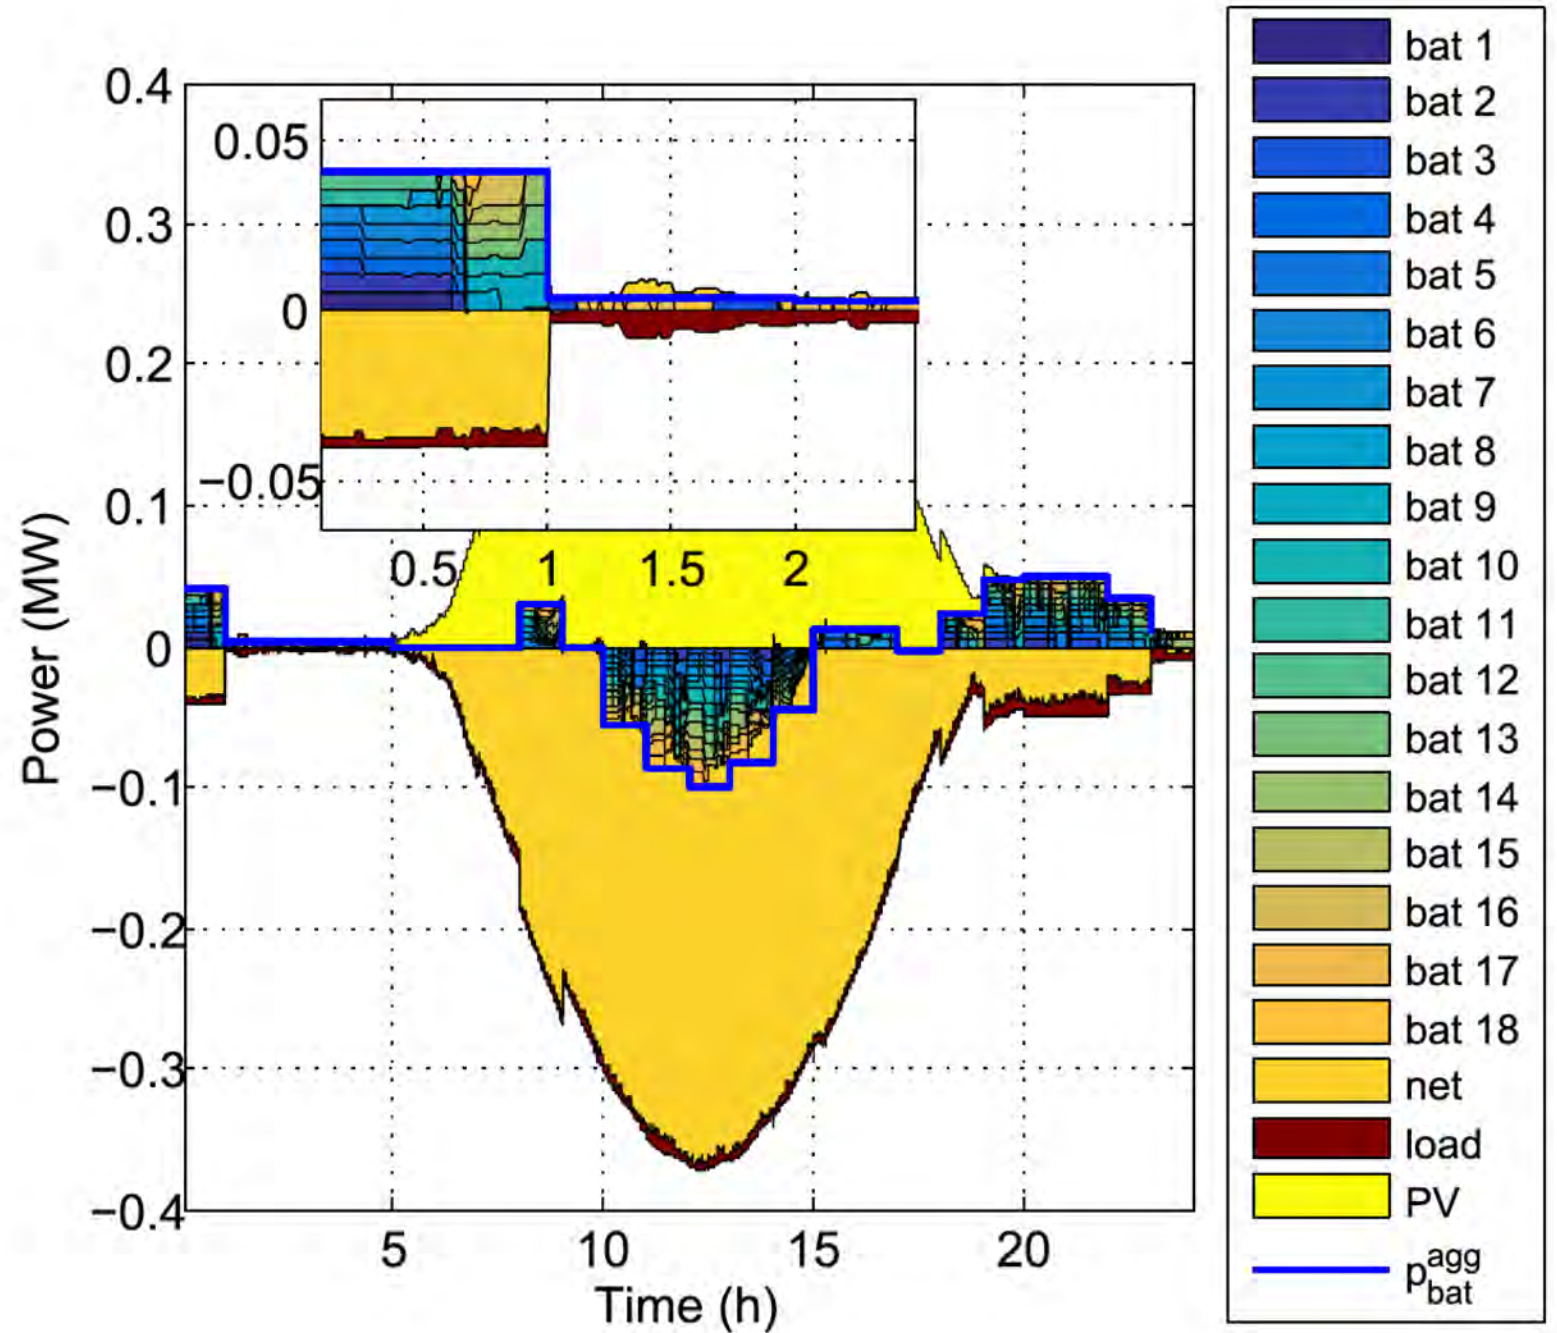 0.4
0.3
0.2
0.1
0
−0.1
−0.2
−0.3
−0.4
Power (MW)
5
10
15
20
Time (h)
0.05
0
−0.05
0.5
1
1.5
2
bat 1
bat 2
bat 3
bat 4
bat 5
bat 6
bat 7
bat 8
bat 9
bat 10
bat 11
bat 12
bat 13
bat 14
bat 15
bat 16
bat 17
bat 18
net
load
PV
p_bat^agg